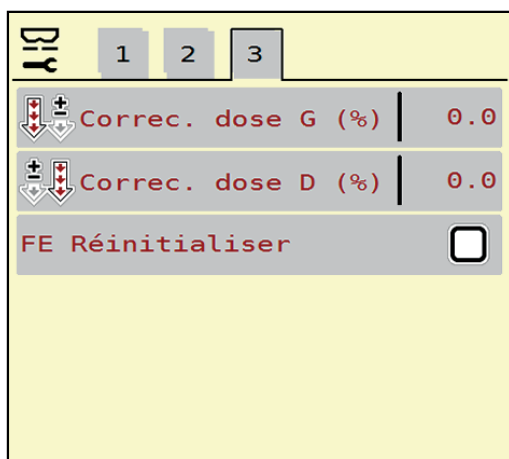 1 2 3
Correc. dose G (%) 0.0
Correc. dose D (%) 0.0
FE Réinitialiser